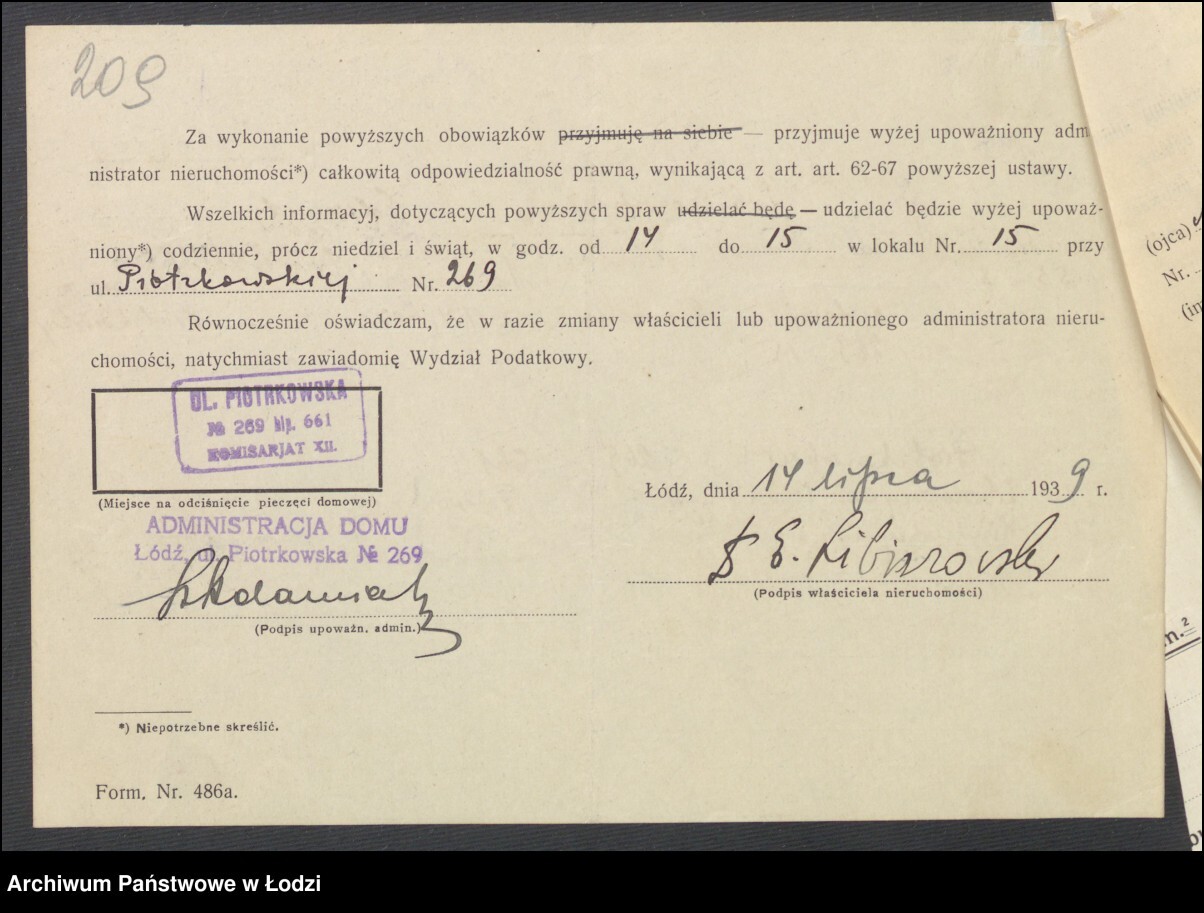 209
Za wykonanie powyższych obowiązków przyjmuję na siebie — przyjmuje wyżej upoważniony adm
nistrator nieruchomości*) całkowitą odpowiedzialność prawną, wynikającą z art. art. 62-67 powyższej ustawy.
Wszelkich informacyj, dotyczących powyższych spraw udzielać będę — udzielać będzie wyżej upoważ-
niony*) codziennie, prócz niedziel i świąt, w godz. od 14 do 15 w lokalu Nr. 15 przy
ul. Piotrkowskiej Nr. 269
Równocześnie oświadczam, że w razie zmiany właścicieli lub upoważnionego administratora nieru-
chomości, natychmiast zawiadomię Wydział Podatkowy.
UL. PIOTRKOWSKA
№ 269 hip. 661
KOMISARJAT XII.
(Miejsce na odciśnięcie pieczęci domowej)
Łódź, dnia 14 lipca 1939 r.
ADMINISTRACJA DOMU
Łódź, ul. Piotrkowska № 269
E.
(Podpis właściciela nieruchomości)
(Podpis upoważn. admin.)
*) Niepotrzebne skreślić.
Form. Nr. 486a.
(ojca)
Nr.
(in
m.²
Archiwum Państwowe w Łodzi